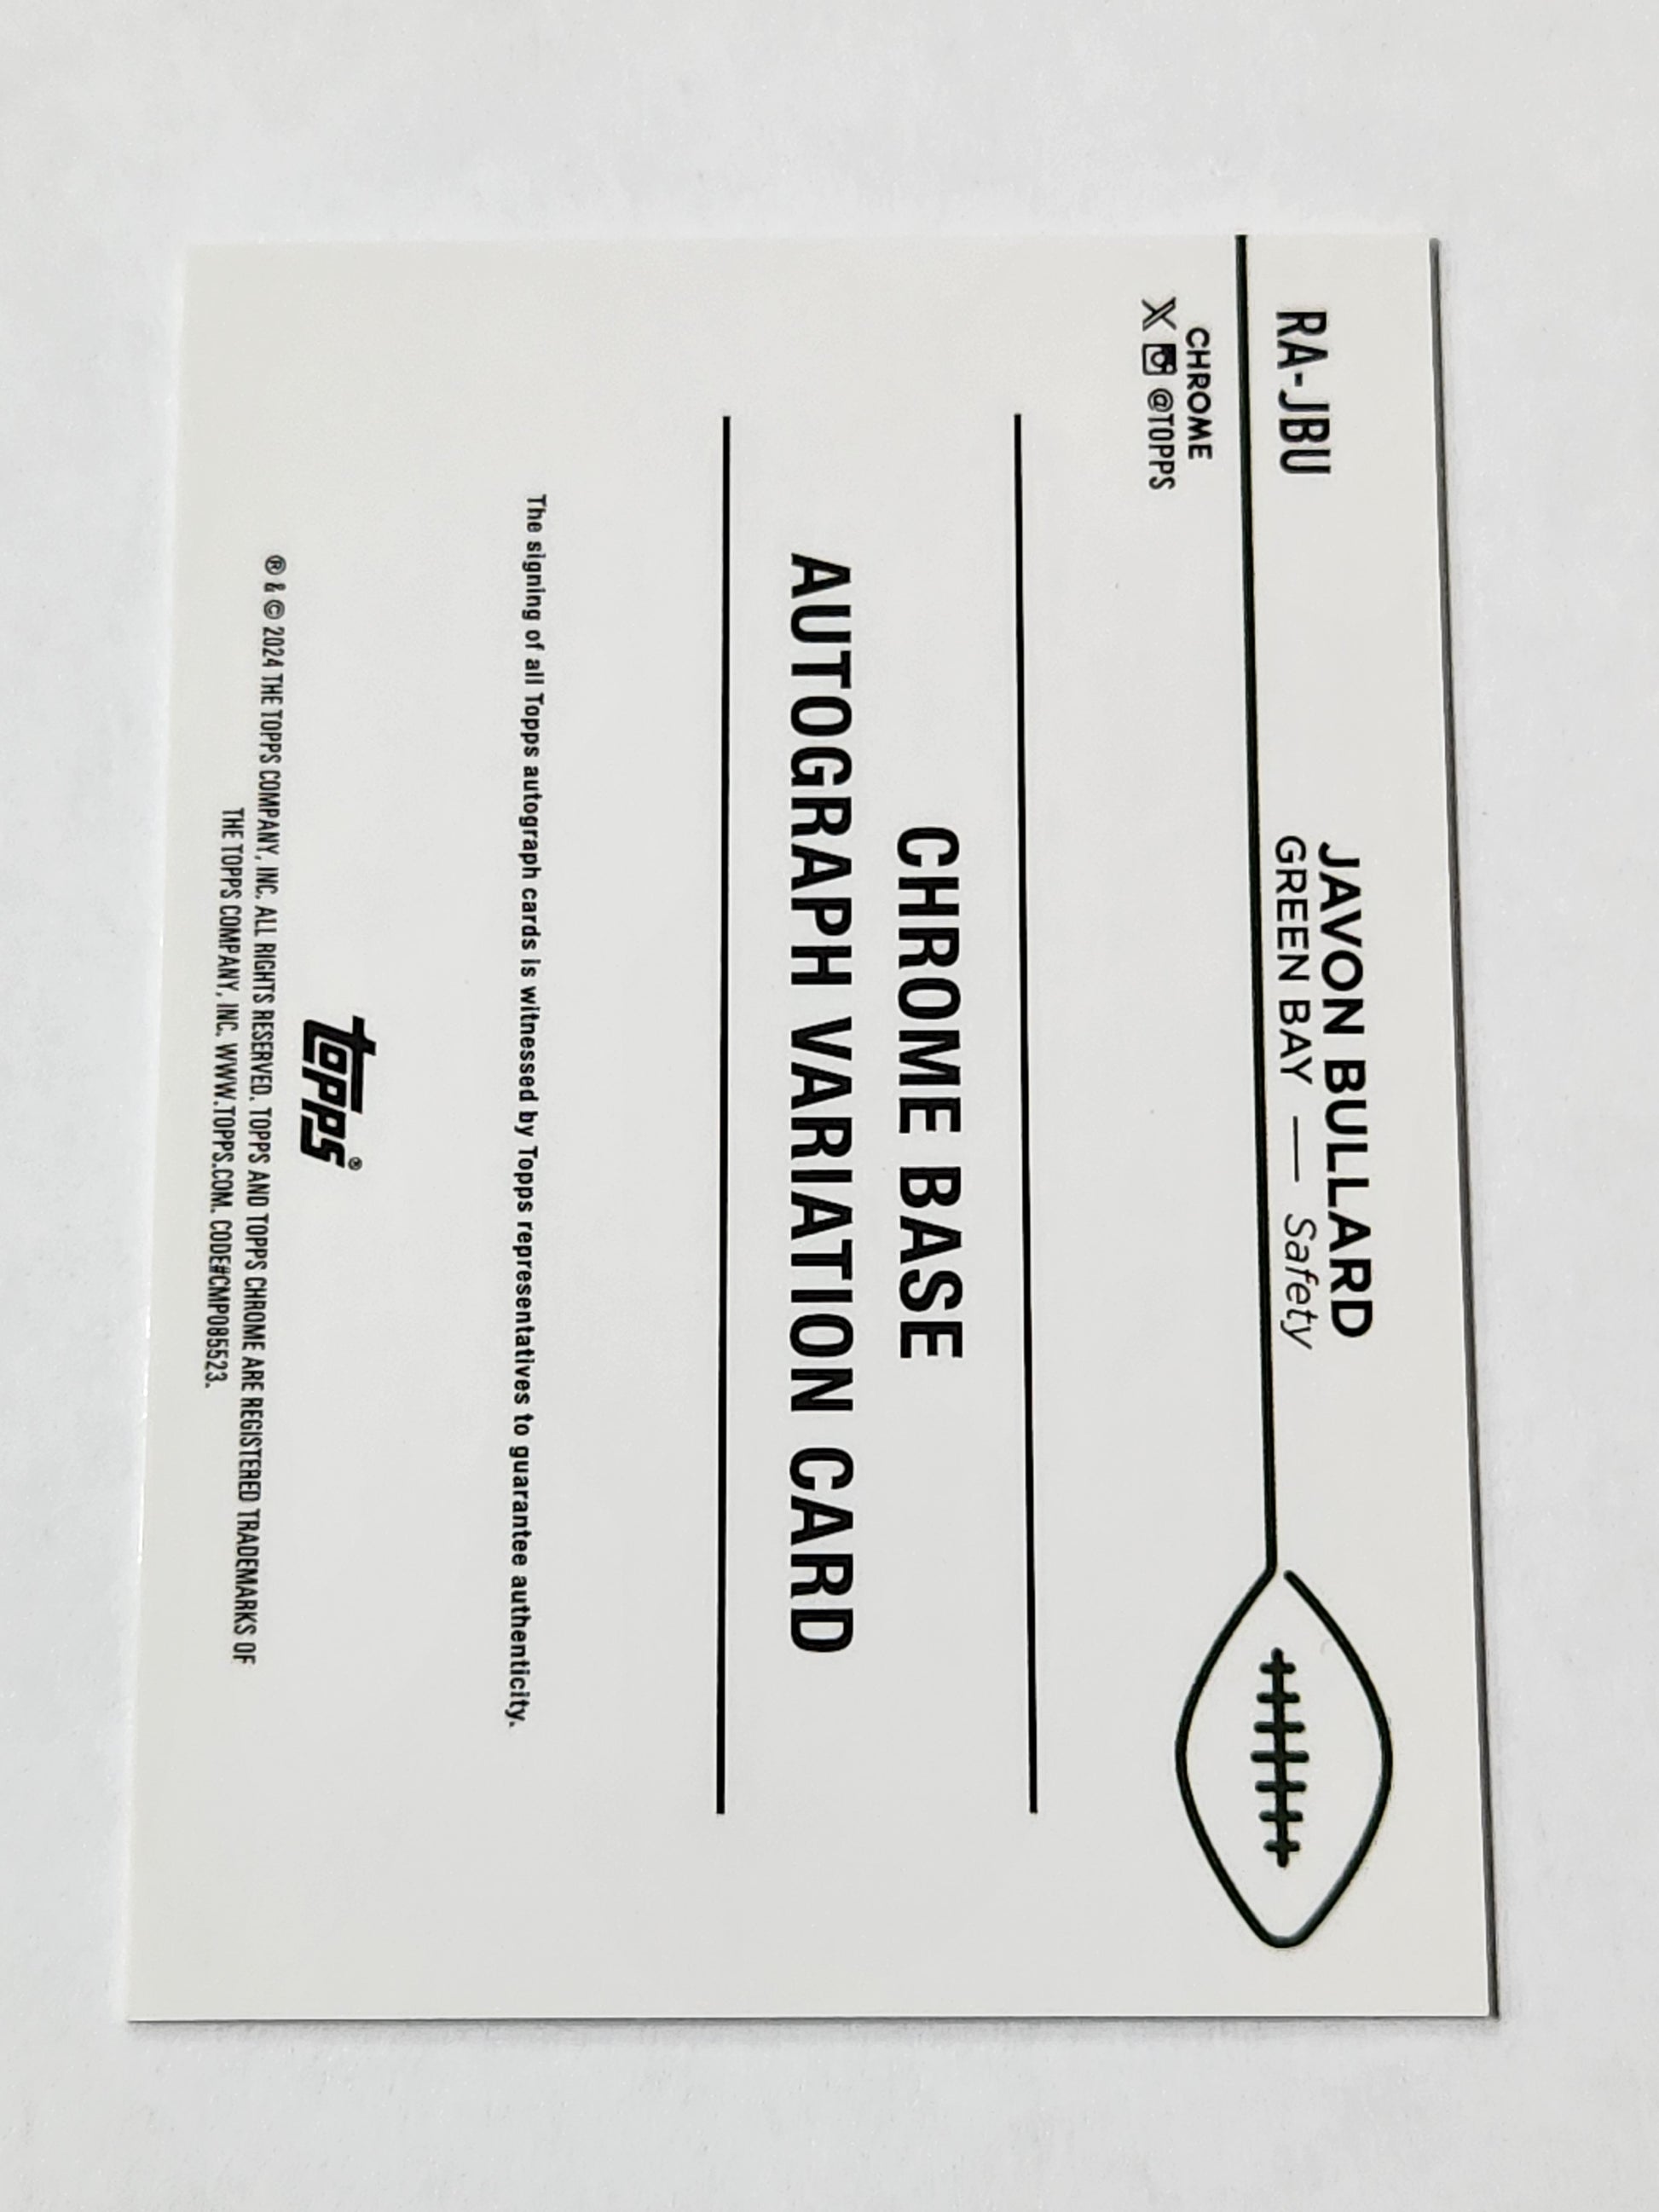 RA-JBU
JAVON BULLARD
GREEN BAY — Safety
CHROME
X @TOPPS
CHROME BASE
AUTOGRAPH VARIATION CARD
The signing of all Topps autograph cards is witnessed by Topps representatives to guarantee authenticity.
topps®
® & © 2024 THE TOPPS COMPANY, INC. ALL RIGHTS RESERVED. TOPPS AND TOPPS CHROME ARE REGISTERED TRADEMARKS OF
THE TOPPS COMPANY, INC. WWW.TOPPS.COM. CODE#CMP085523.